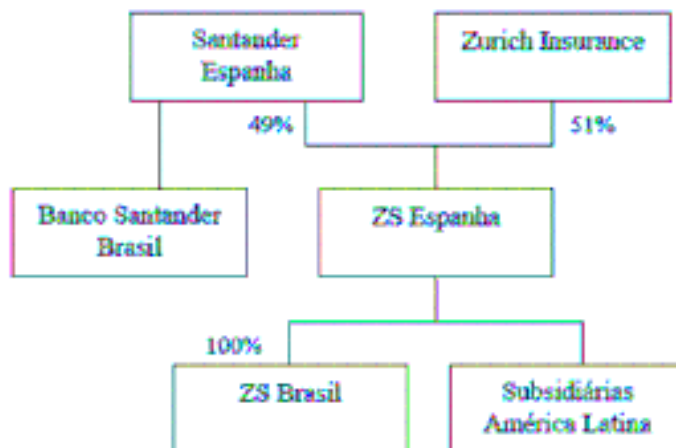 Santander
Espanha
Zurich Insurance
49%
51%
Banco Santander
Brasil
ZS Espanha
100%
ZS Brasil
Subsidiárias
América Latina